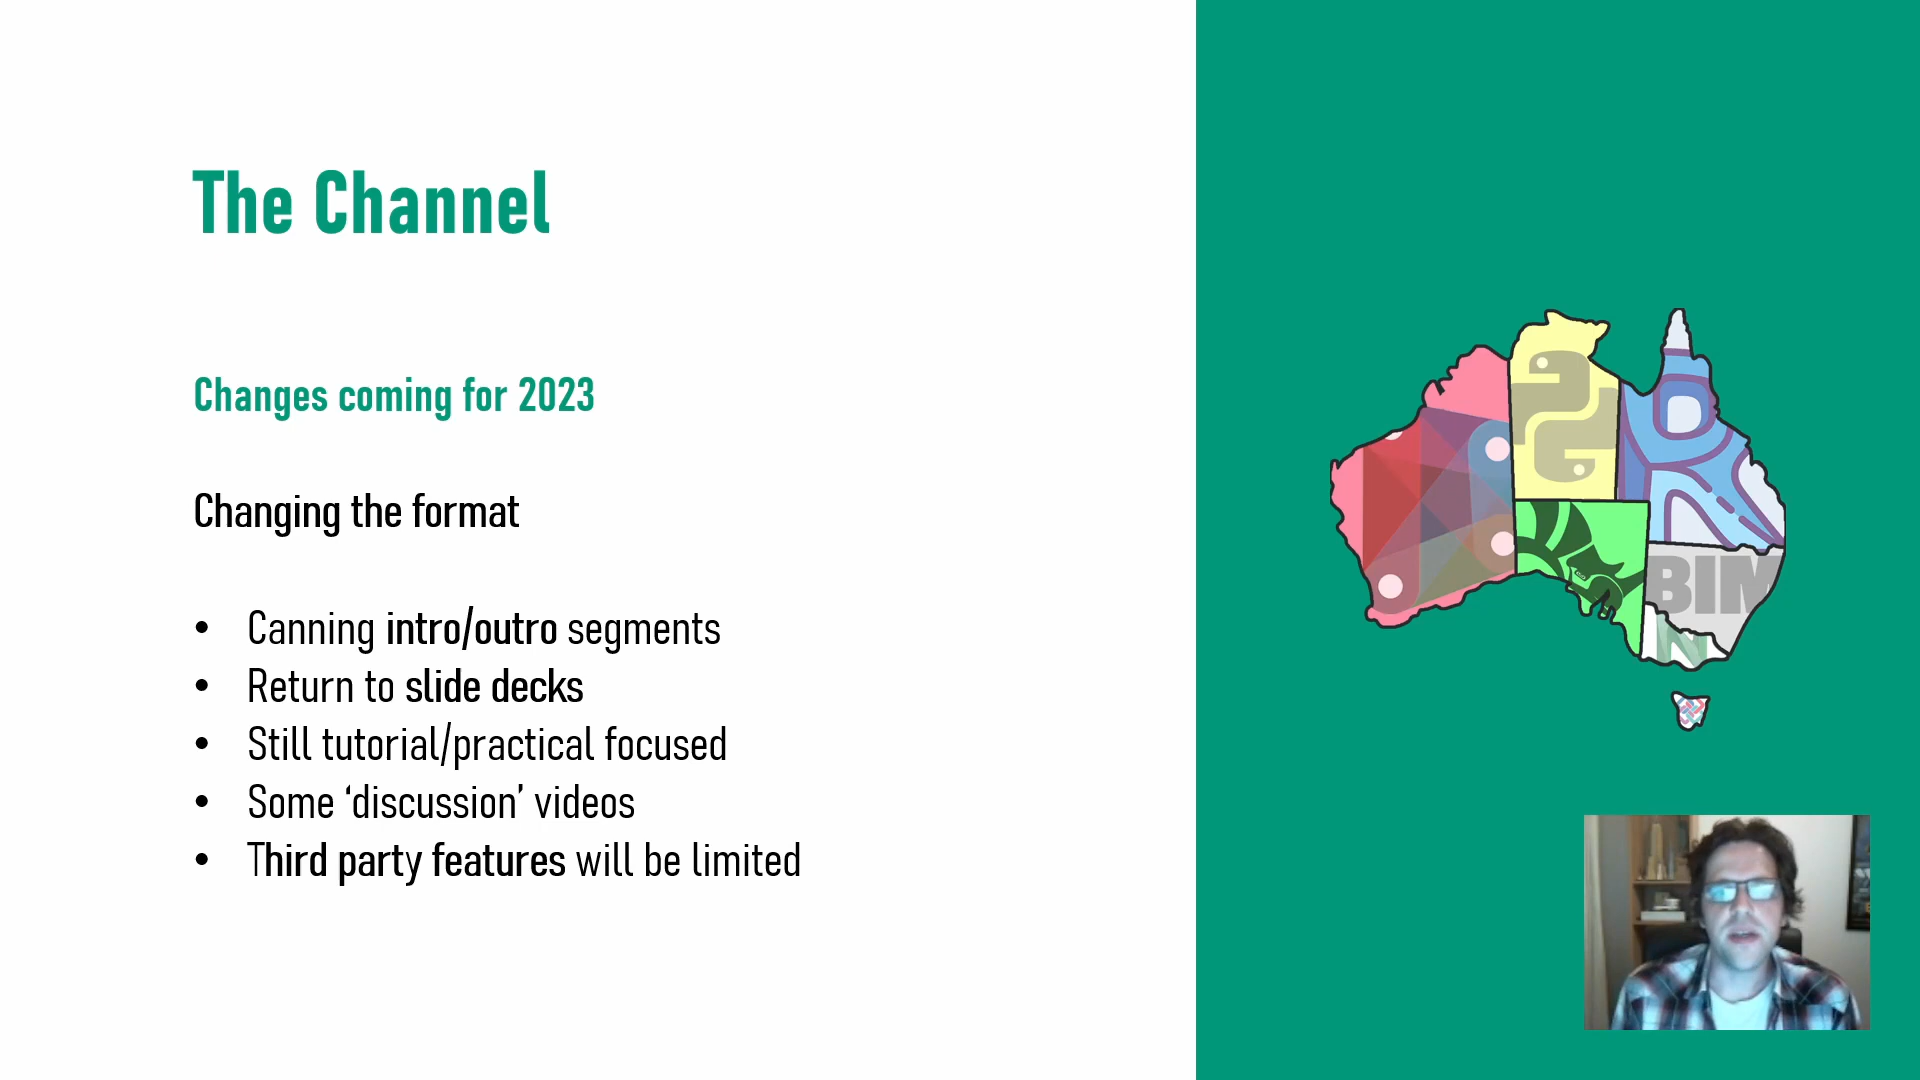 The Channel
Changes coming for 2023
Changing the format
• Canning intro/outro segments
• Return to slide decks
• Still tutorial/practical focused
• Some ‘discussion’ videos
• Third party features will be limited
BIM
N